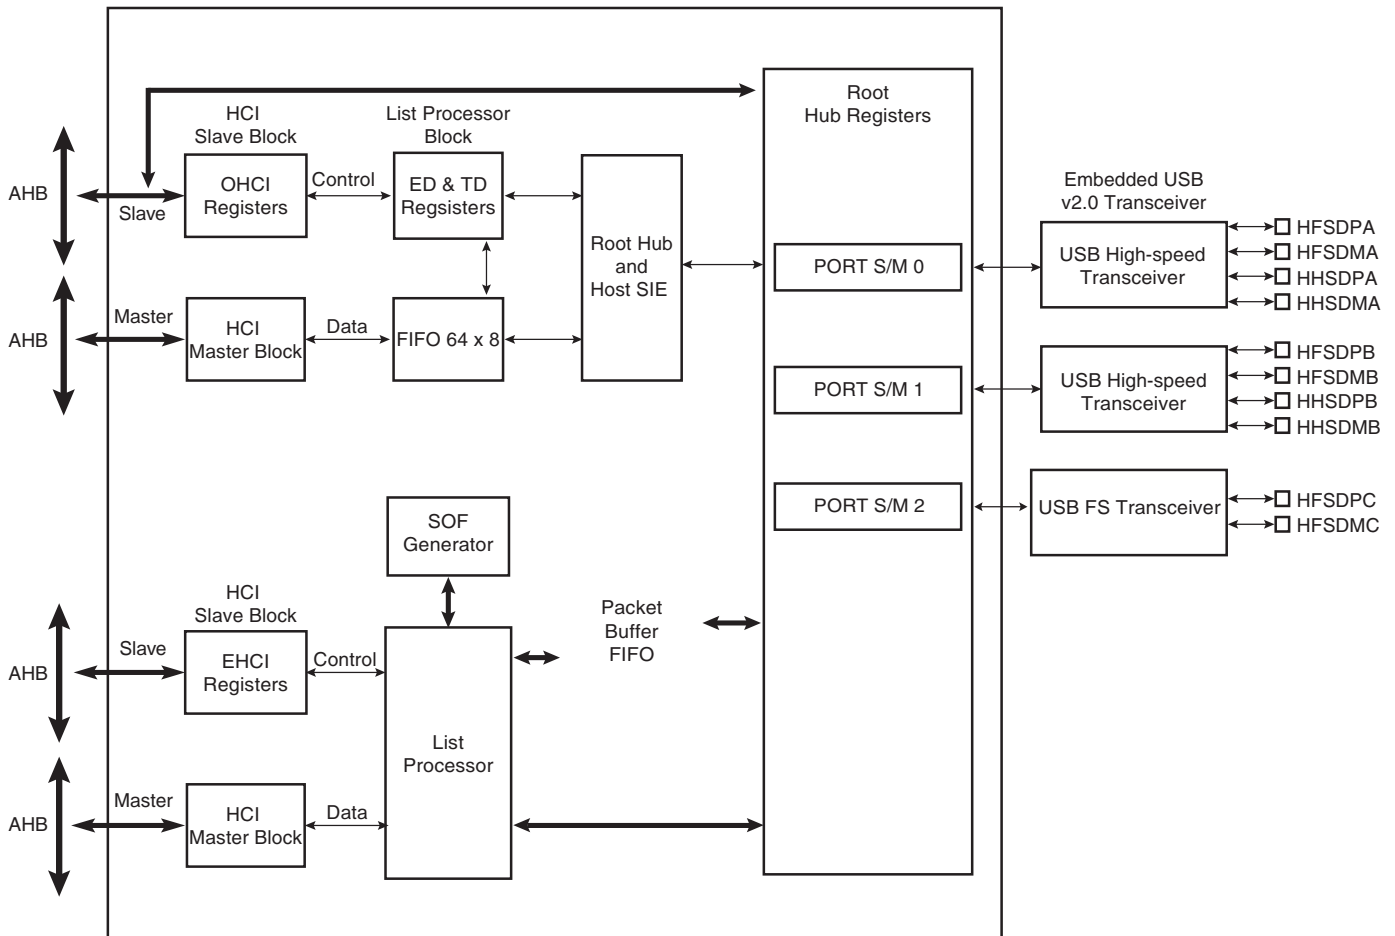 Root
Hub Registers
HCI
Slave Block
List Processor
Block
AHB
Slave
OHCI
Registers
Control
ED & TD
Regsisters
Root Hub
and
Host SIE
AHB
Master
HCI
Master Block
Data
FIFO 64 x 8
PORT S/M 0
PORT S/M 1
PORT S/M 2
Embedded USB
v2.0 Transceiver
USB High-speed
Transceiver
HFSDPA
HFSDMA
HHSDPA
HHSDMA
USB High-speed
Transceiver
HFSDPB
HFSDMB
HHSDPB
HHSDMB
USB FS Transceiver
HFSDPC
HFSDMC
SOF
Generator
HCI
Slave Block
AHB
Slave
EHCI
Registers
Control
Packet
Buffer
FIFO
List
Processor
AHB
Master
HCI
Master Block
Data